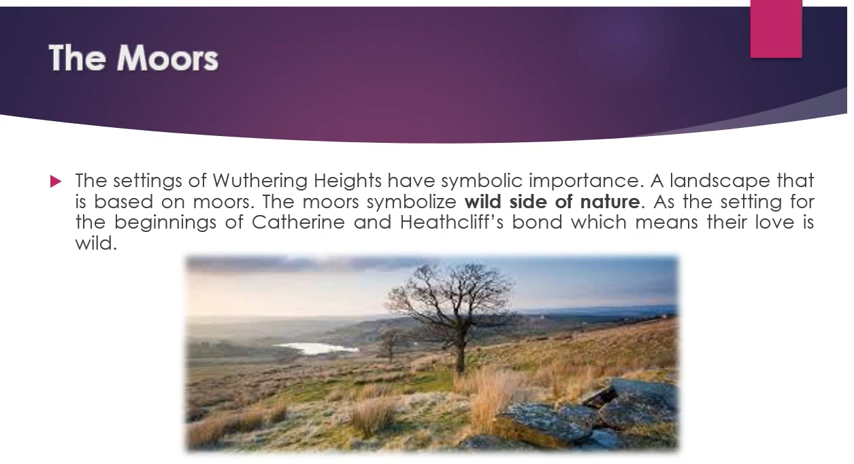 The Moors
The settings of Wuthering Heights have symbolic importance. A landscape that
is based on moors. The moors symbolize wild side of nature. As the setting for
the beginnings of Catherine and Heathcliff's bond which means their love is
wild.